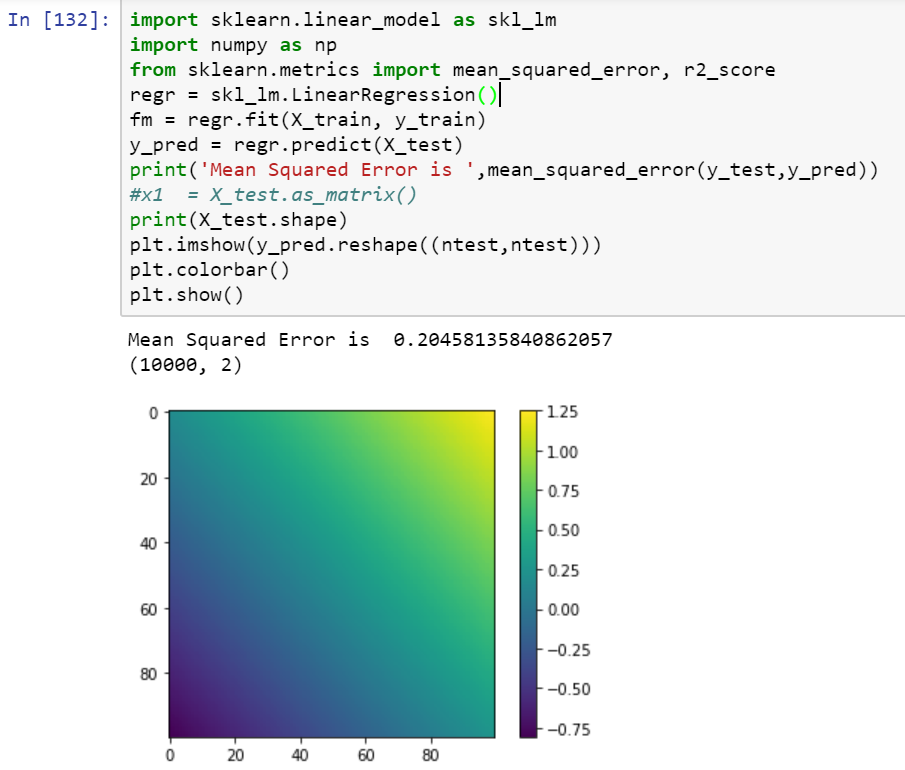 In [132]: import sklearn.linear_model as skl_lm
import numpy as np
from sklearn.metrics import mean_squared_error, r2_score
regr = skl_lm.LinearRegression()
fm = regr.fit(X_train, y_train)
y_pred = regr.predict(X_test)
print('Mean Squared Error is ',mean_squared_error(y_test,y_pred))
#x1  = X_test.as_matrix()
print(X_test.shape)
plt.imshow(y_pred.reshape((ntest,ntest)))
plt.colorbar()
plt.show()
Mean Squared Error is  0.20458135840862057
(10000, 2)
0
20
40
60
80
0 20 40 60 80
1.25
1.00
0.75
0.50
0.25
0.00
−0.25
−0.50
−0.75